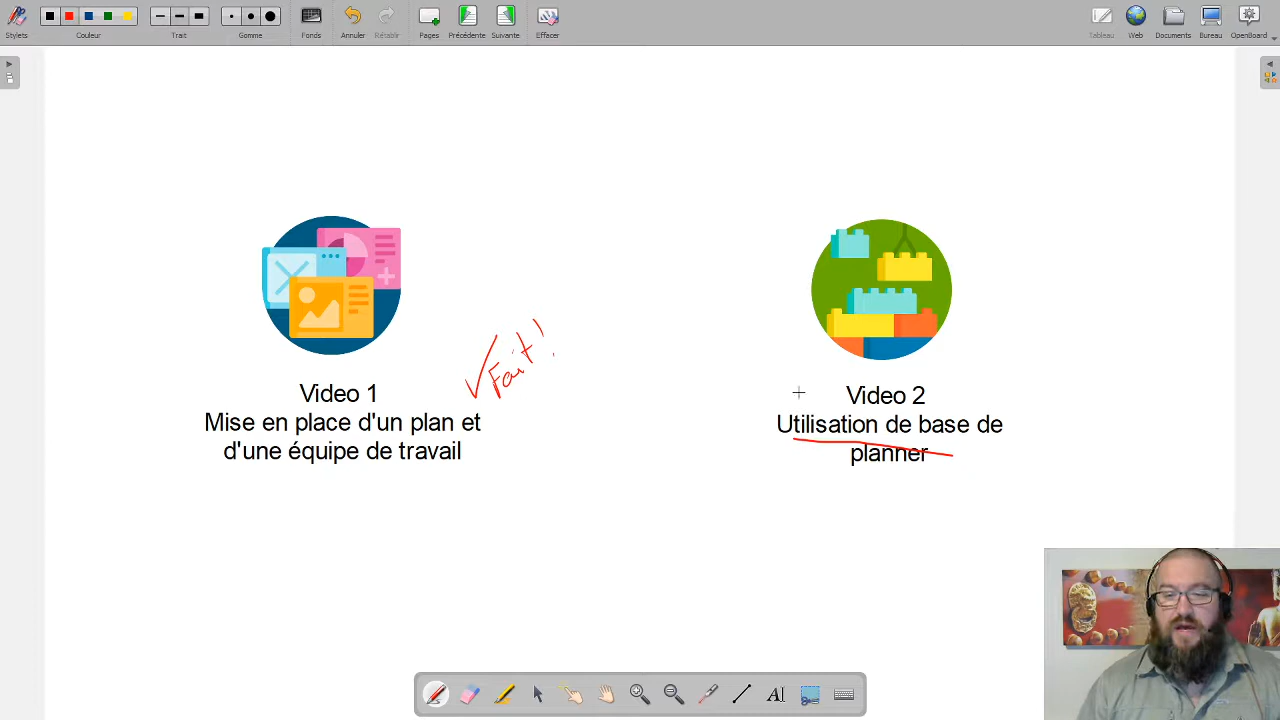 Stylets
Couleur
Trait
Gomme
Fonds
Annuler
Rétablir
Pages
Précédente
Suivante
Effacer
Tableau
Web
Documents
Bureau
OpenBoard
✓ Fait !
Video 1
Mise en place d'un plan et
d'une équipe de travail
Video 2
Utilisation de base de
planner